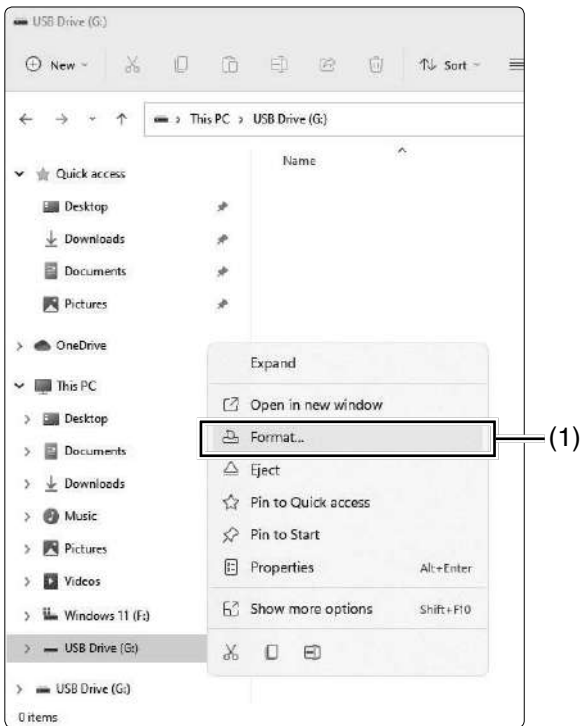 USB Drive (G:)
New Sort
This PC > USB Drive (G:)
Name
Quick access
Desktop
Downloads
Documents
Pictures
OneDrive
This PC
Desktop
Documents
Downloads
Music
Pictures
Videos
Windows 11 (F:)
USB Drive (G:)
USB Drive (G:)
0 items
Expand
Open in new window
Format...
(1)
Eject
Pin to Quick access
Pin to Start
Properties Alt+Enter
Show more options Shift+F10